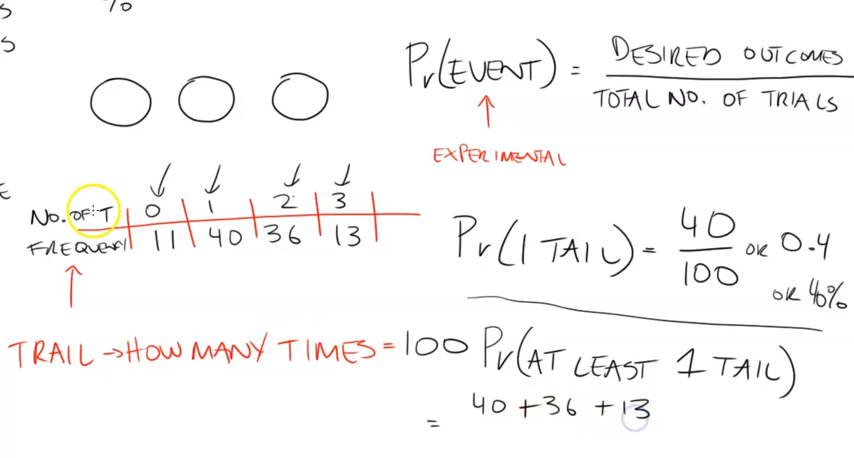 S
%
S
Pr(EVENT) = DESIRED OUTCOMES
TOTAL NO. OF TRIALS
EXPERIMENTAL
E
NO. OF T 0 1 2 3
FREQUENCY 11 40 36 13
Pr(1 TAIL) = 40/100 OR 0.4
OR 40%
TRAIL → HOW MANY TIMES = 100
Pr(AT LEAST 1 TAIL)
= 40 + 36 + 13